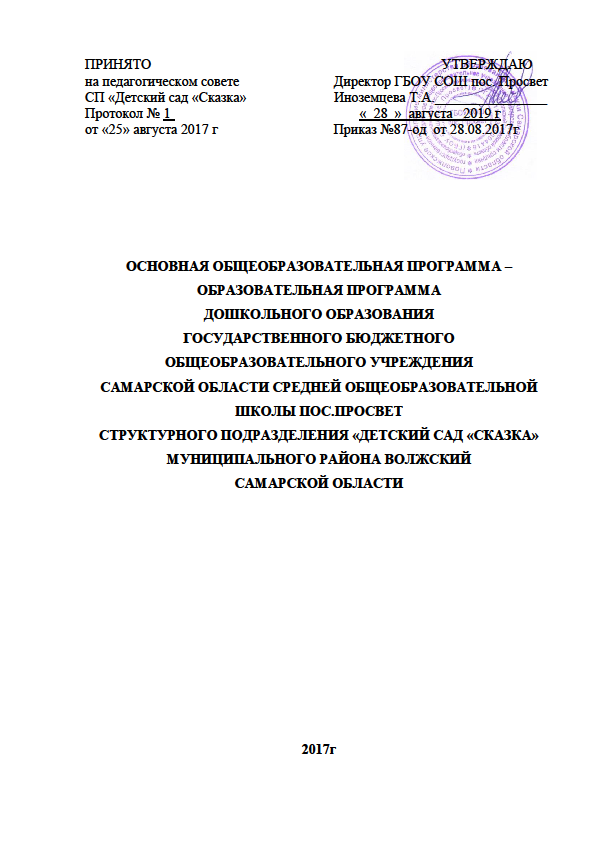 ПРИНЯТО
на педагогическом совете
СП «Детский сад «Сказка»
Протокол № 1
от «25» августа 2017 г
УТВЕРЖДАЮ
Директор ГБОУ СОШ пос. Просвет
Иноземцева Т.А.
« 28 » августа 2019 г
Приказ №87-од от 28.08.2017г
ОСНОВНАЯ ОБЩЕОБРАЗОВАТЕЛЬНАЯ ПРОГРАММА –
ОБРАЗОВАТЕЛЬНАЯ ПРОГРАММА
ДОШКОЛЬНОГО ОБРАЗОВАНИЯ
ГОСУДАРСТВЕННОГО БЮДЖЕТНОГО
ОБЩЕОБРАЗОВАТЕЛЬНОГО УЧРЕЖДЕНИЯ
САМАРСКОЙ ОБЛАСТИ СРЕДНЕЙ ОБЩЕОБРАЗОВАТЕЛЬНОЙ
ШКОЛЫ ПОС.ПРОСВЕТ
СТРУКТУРНОГО ПОДРАЗДЕЛЕНИЯ «ДЕТСКИЙ САД «СКАЗКА»
МУНИЦИПАЛЬНОГО РАЙОНА ВОЛЖСКИЙ
САМАРСКОЙ ОБЛАСТИ
2017г